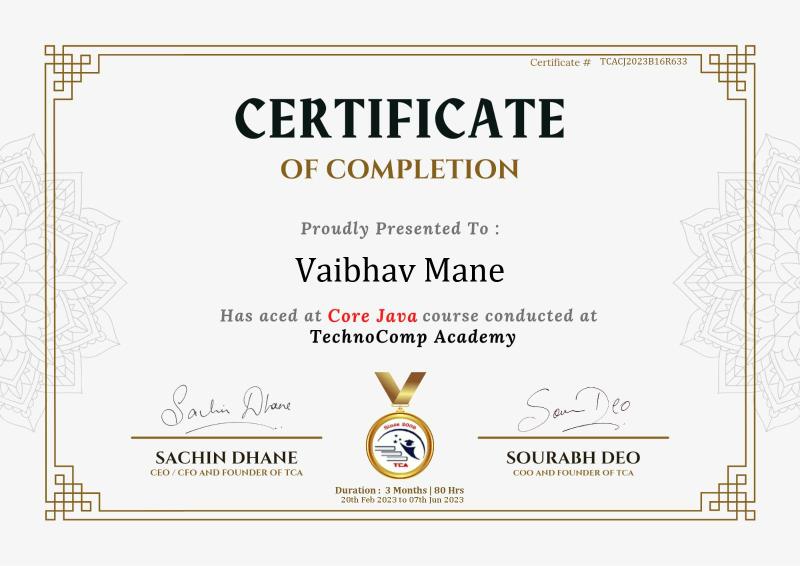 Certificate # TCACJ2023B16R633
CERTIFICATE
OF COMPLETION
Proudly Presented To :
Vaibhav Mane
Has aced at Core Java course conducted at
TechnoComp Academy
Sachin Dhane
Sour Deo
SACHIN DHANE
CEO / CFO AND FOUNDER OF TCA
Since 2008
TCA
SOURABH DEO
COO AND FOUNDER OF TCA
Duration : 3 Months | 80 Hrs
20th Feb 2023 to 07th Jun 2023